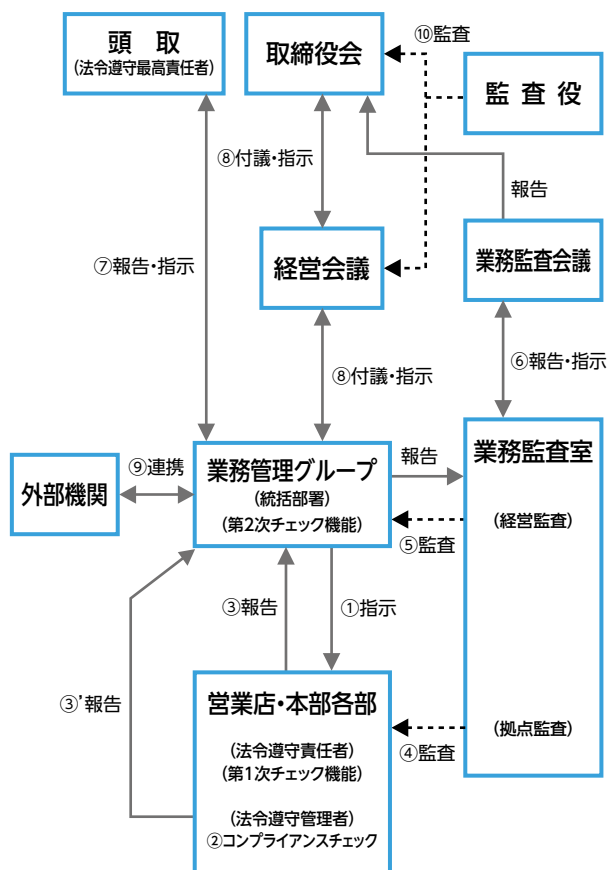 頭 取
(法令遵守最高責任者)
取締役会
⑩監査
監 査 役
⑧付議・指示
報告
⑦報告・指示
経営会議
業務監査会議
⑧付議・指示
⑥報告・指示
外部機関
⑨連携
業務管理グループ
(統括部署)
(第2次チェック機能)
報告
業務監査室
(経営監査)
⑤監査
③報告
①指示
③'報告
営業店・本部各部
(法令遵守責任者)
(第1次チェック機能)
(法令遵守管理者)
②コンプライアンスチェック
④監査
(拠点監査)